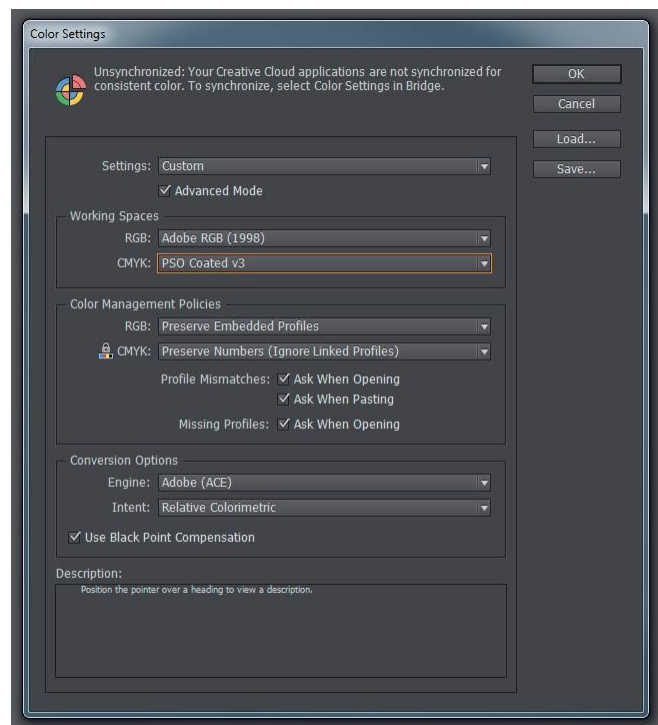 Color Settings
Unsynchronized: Your Creative Cloud applications are not synchronized for
consistent color. To synchronize, select Color Settings in Bridge.
OK
Cancel
Load...
Save...
Settings: Custom
Advanced Mode
Working Spaces
RGB: Adobe RGB (1998)
CMYK: PSO Coated v3
Color Management Policies
RGB: Preserve Embedded Profiles
CMYK: Preserve Numbers (Ignore Linked Profiles)
Profile Mismatches: Ask When Opening
Ask When Pasting
Missing Profiles: Ask When Opening
Conversion Options
Engine: Adobe (ACE)
Intent: Relative Colorimetric
Use Black Point Compensation
Description:
Position the pointer over a heading to view a description.